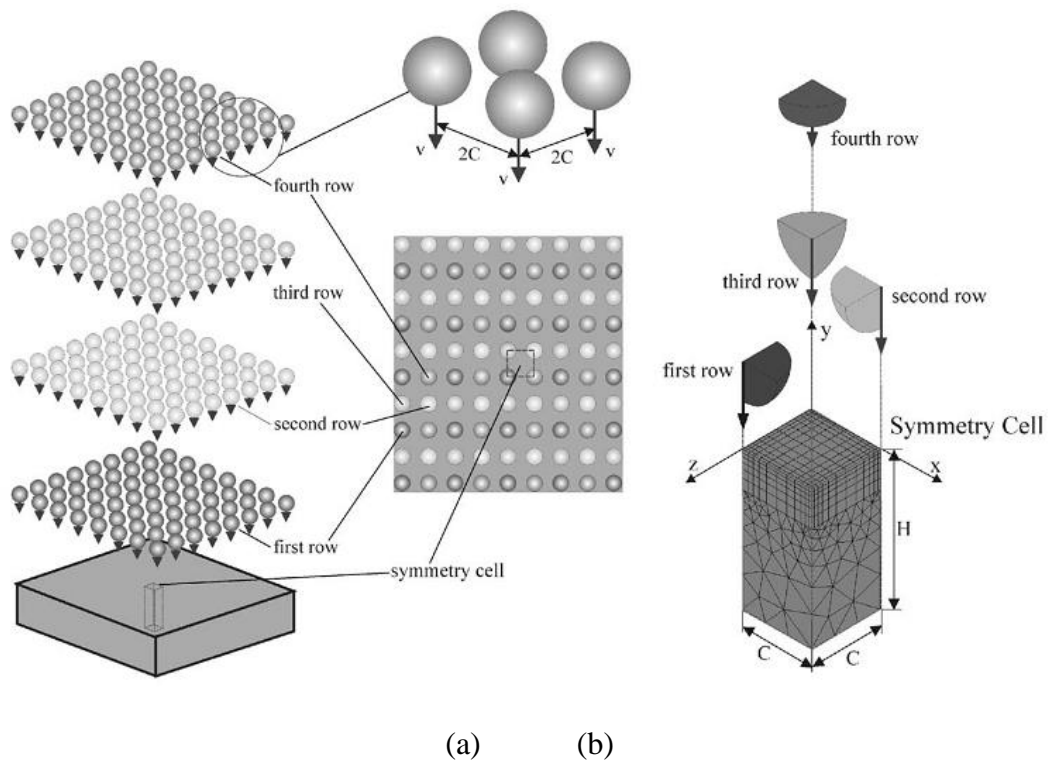 v
2C
2C
v
v
v
fourth row
third row
second row
first row
symmetry cell
fourth row
third row
second row
first row
y
Symmetry Cell
z
x
H
C
C
(a)
(b)